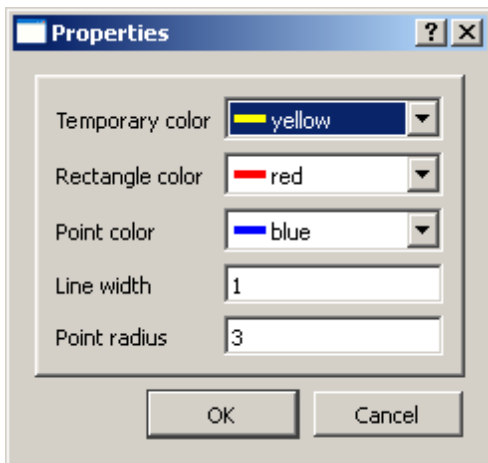 Properties
Temporary color yellow
Rectangle color red
Point color blue
Line width 1
Point radius 3
OK Cancel